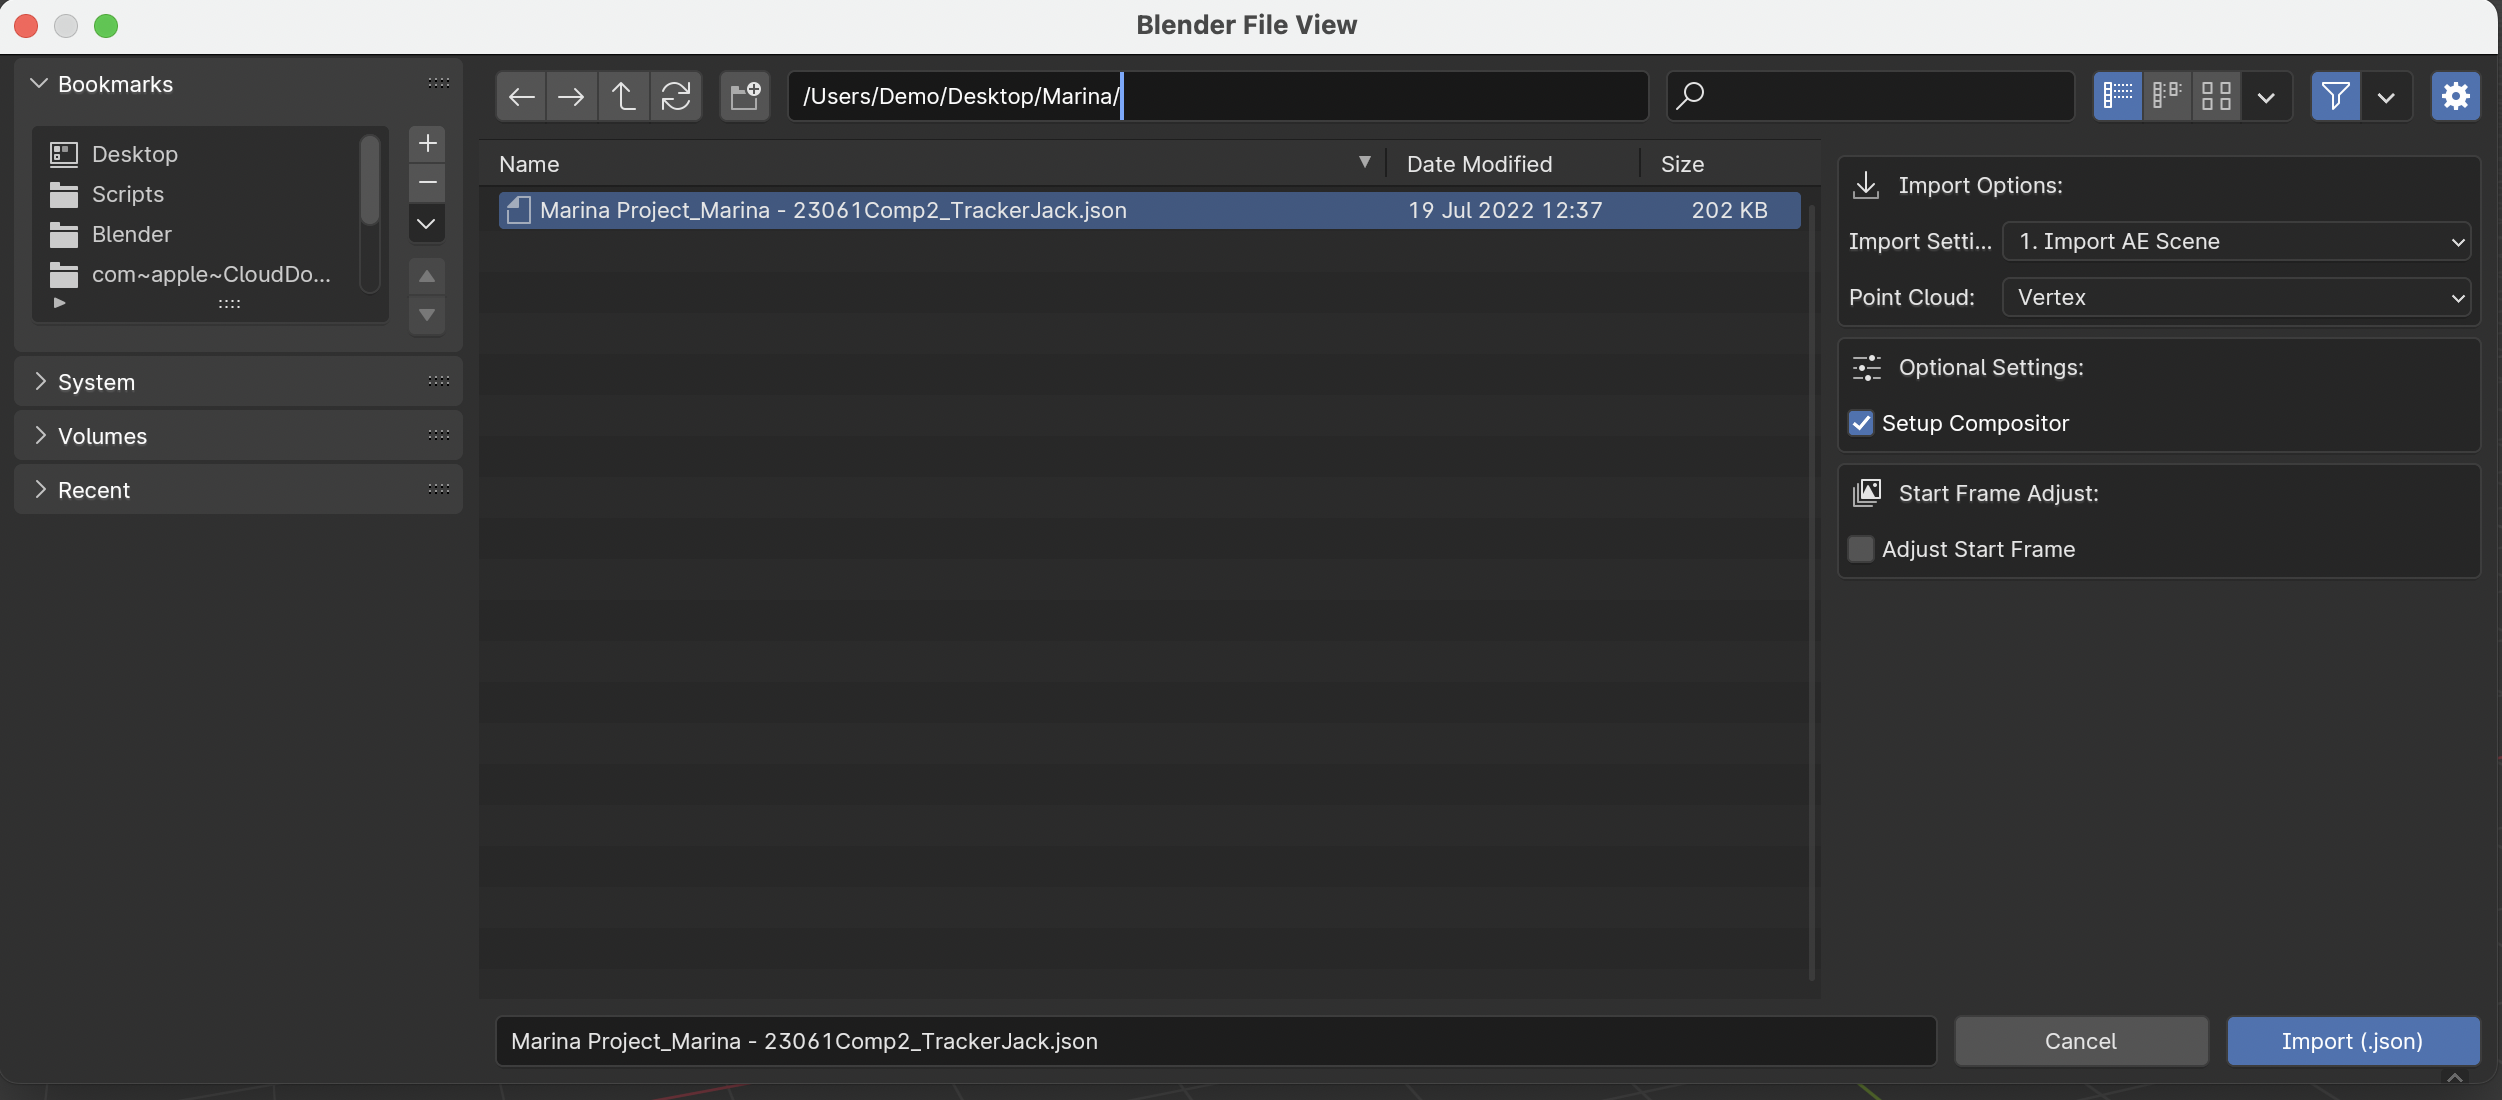 Blender File View
Bookmarks
Desktop
Scripts
Blender
com~apple~CloudDo...
System
Volumes
Recent
/Users/Demo/Desktop/Marina/
Name
Date Modified
Size
Marina Project_Marina - 23061Comp2_TrackerJack.json
19 Jul 2022 12:37
202 KB
Import Options:
Import Setti...
1. Import AE Scene
Point Cloud:
Vertex
Optional Settings:
Setup Compositor
Start Frame Adjust:
Adjust Start Frame
Marina Project_Marina - 23061Comp2_TrackerJack.json
Cancel
Import (.json)